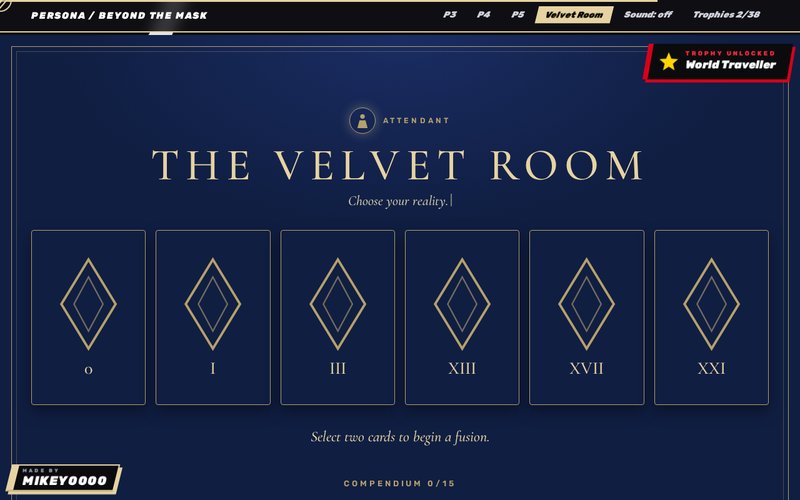 PERSONA / BEYOND THE MASK
P3 P4 P5 Velvet Room Sound: off Trophies 2/38
TROPHY UNLOCKED
World Traveller
ATTENDANT
THE VELVET ROOM
Choose your reality.
0 I III XIII XVII XXI
Select two cards to begin a fusion.
COMPENDIUM 0/15
MADE BY
MIKEY0000